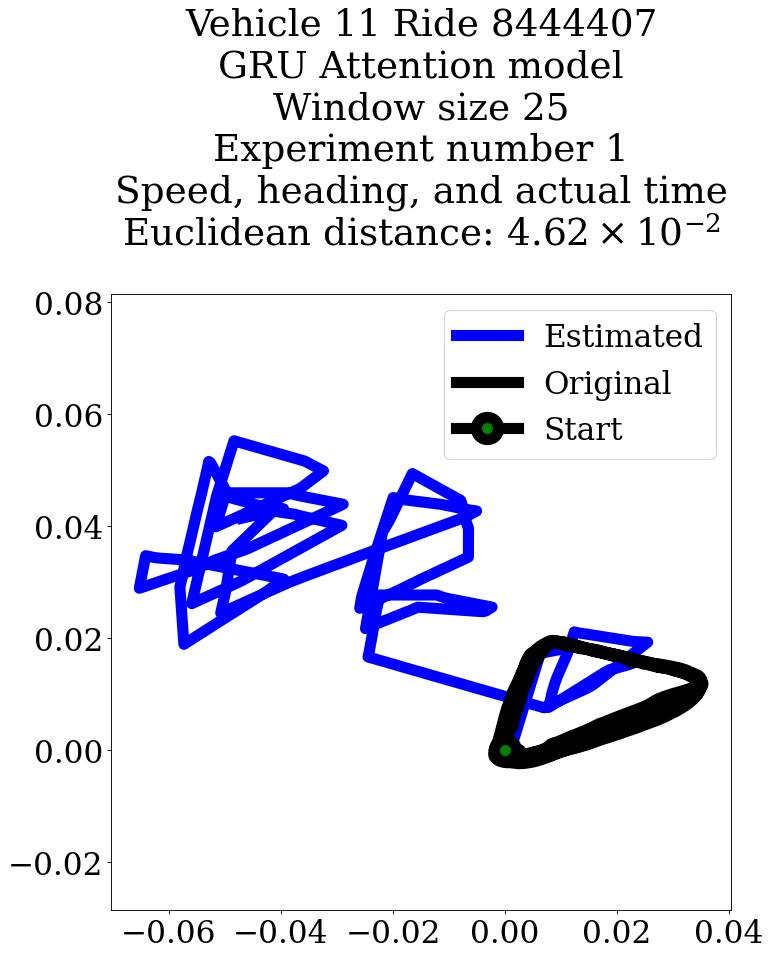 Vehicle 11 Ride 8444407
GRU Attention model
Window size 25
Experiment number 1
Speed, heading, and actual time
Euclidean distance: 4.62 × 10⁻²
0.08
Estimated
Original
Start
0.06
0.04
0.02
0.00
−0.02
−0.06 −0.04 −0.02 0.00 0.02 0.04